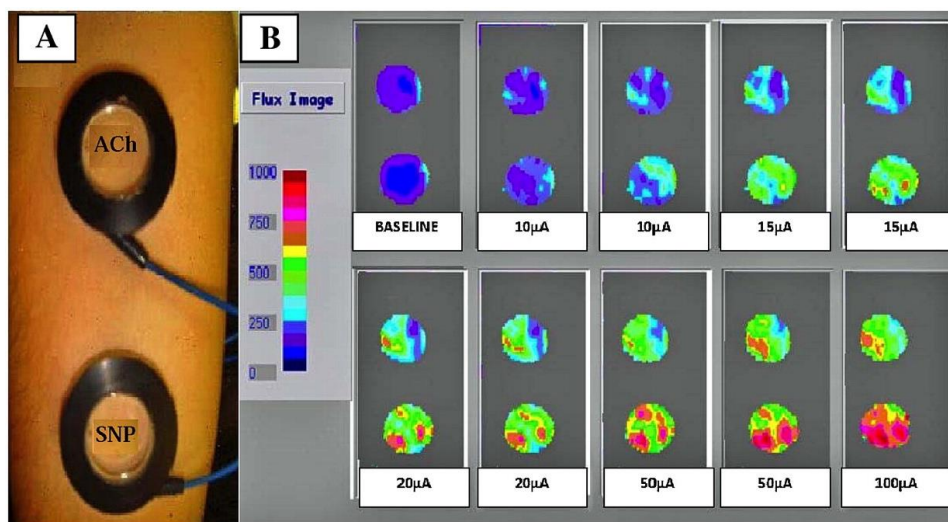 A
ACh
SNP
B
Flux Image
1000
750
500
250
0
BASELINE
10µA
10µA
15µA
15µA
20µA
20µA
50µA
50µA
100µA